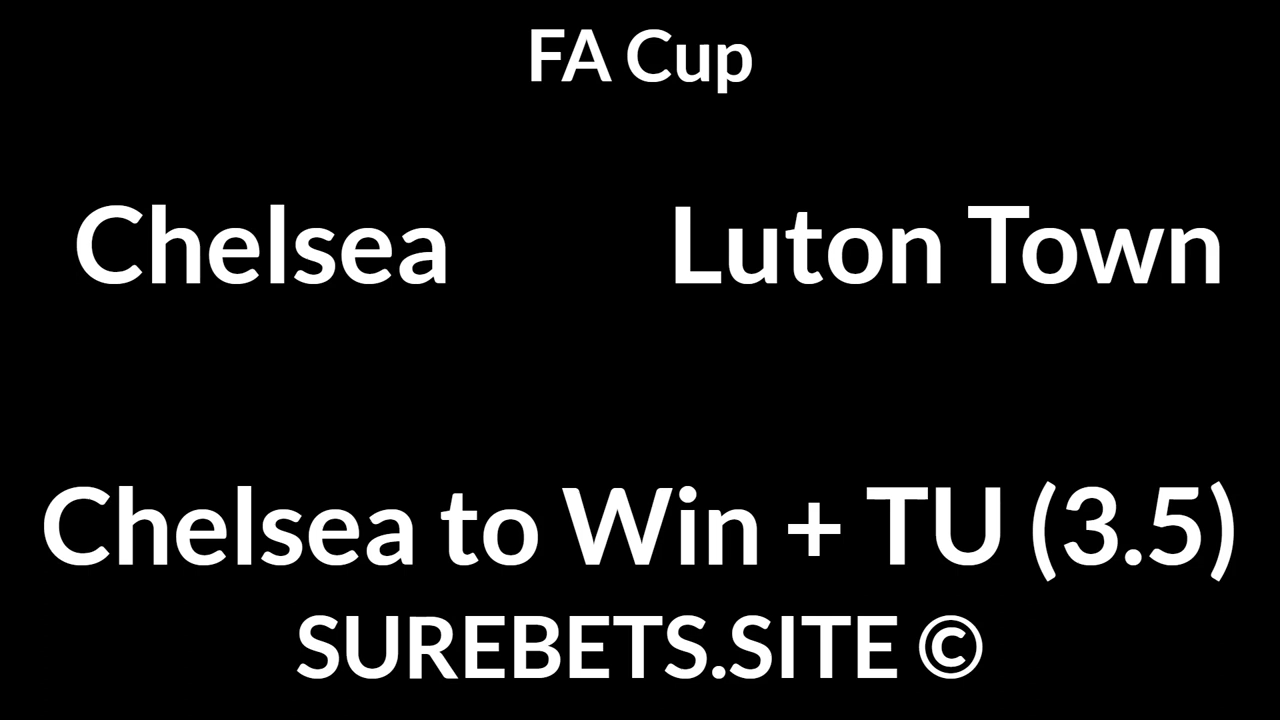 FA Cup
Chelsea Luton Town
Chelsea to Win + TU (3.5)
SUREBETS.SITE ©